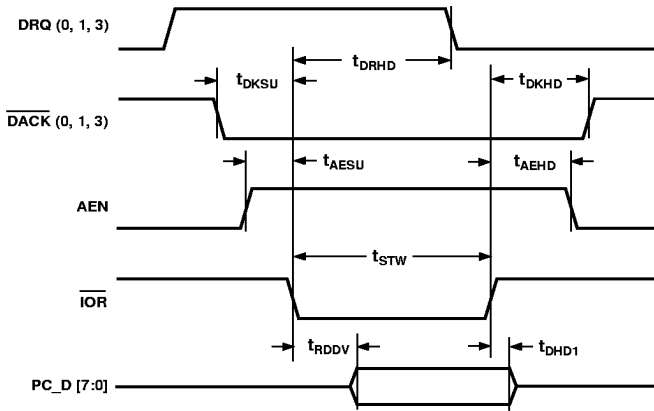 DRQ (0, 1, 3)
tDRHD
tDKSU
tDKHD
DACK (0, 1, 3)
tAESU
tAEHD
AEN
tSTW
IOR
tRDDV
tDHD1
PC_D [7:0]